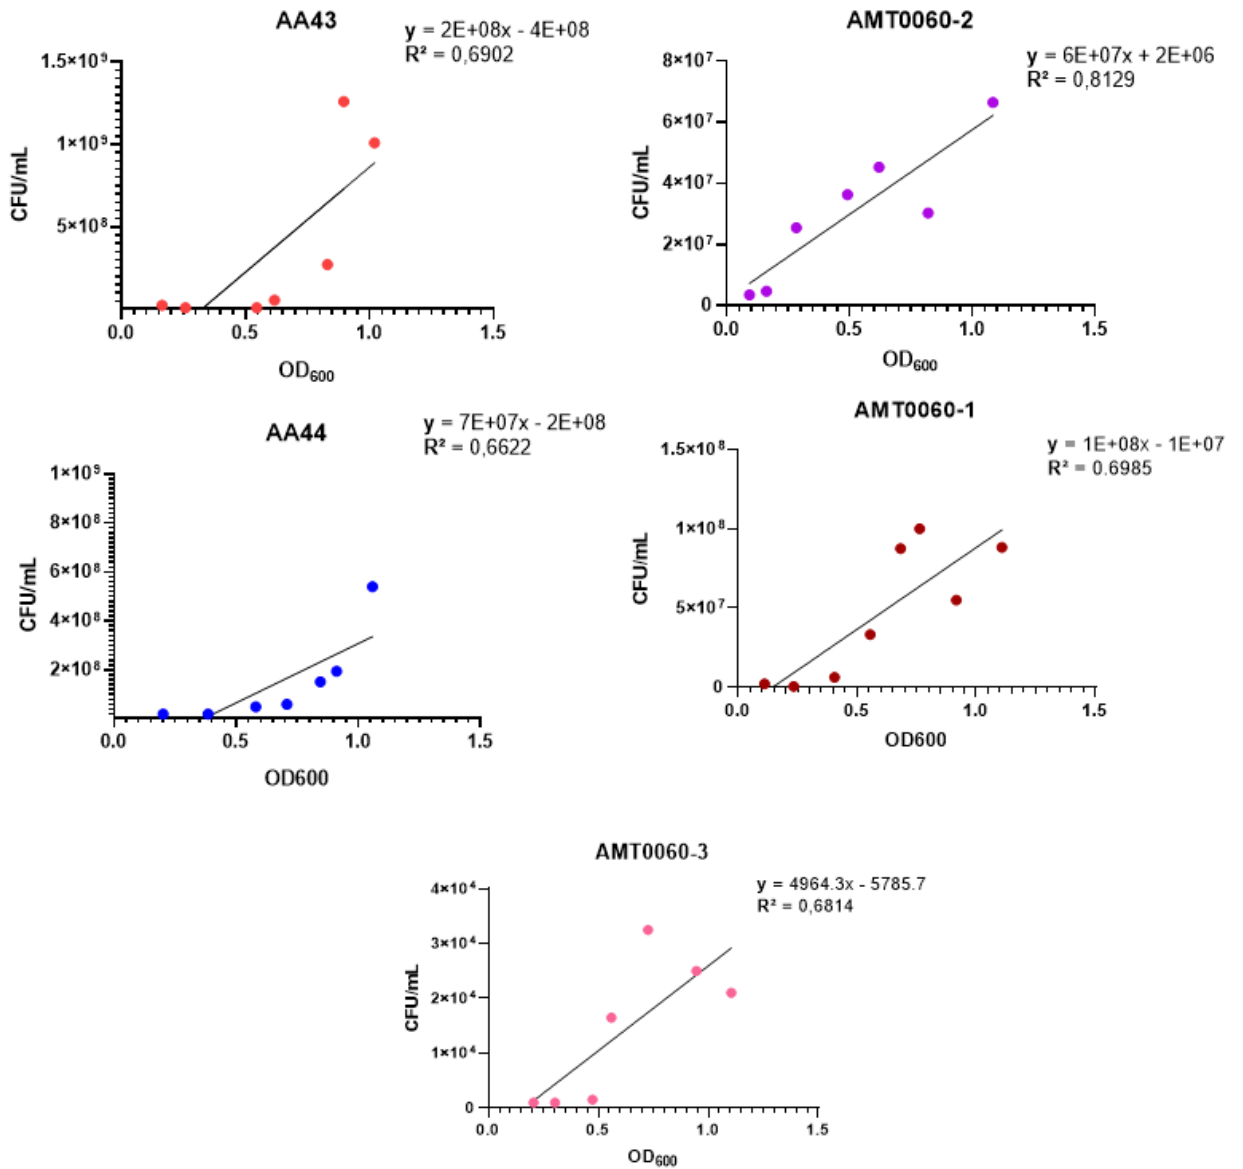 AA43
y = 2E+08x - 4E+08
R² = 0,6902
1.5×10⁹
1×10⁹
5×10⁸
CFU/mL
0.0 0.5 1.0 1.5
OD₆₀₀
AMT0060-2
y = 6E+07x + 2E+06
R² = 0,8129
8×10⁷
6×10⁷
4×10⁷
2×10⁷
0
CFU/mL
0.0 0.5 1.0 1.5
OD₆₀₀
AA44
y = 7E+07x - 2E+08
R² = 0,6622
1×10⁹
8×10⁸
6×10⁸
4×10⁸
2×10⁸
CFU/mL
0.0 0.5 1.0 1.5
OD600
AMT0060-1
y = 1E+08x - 1E+07
R² = 0.6985
1.5×10⁸
1×10⁸
5×10⁷
0
CFU/mL
0.0 0.5 1.0 1.5
OD600
AMT0060-3
y = 4964.3x - 5785.7
R² = 0,6814
4×10⁴
3×10⁴
2×10⁴
1×10⁴
0
CFU/mL
0.0 0.5 1.0 1.5
OD₆₀₀